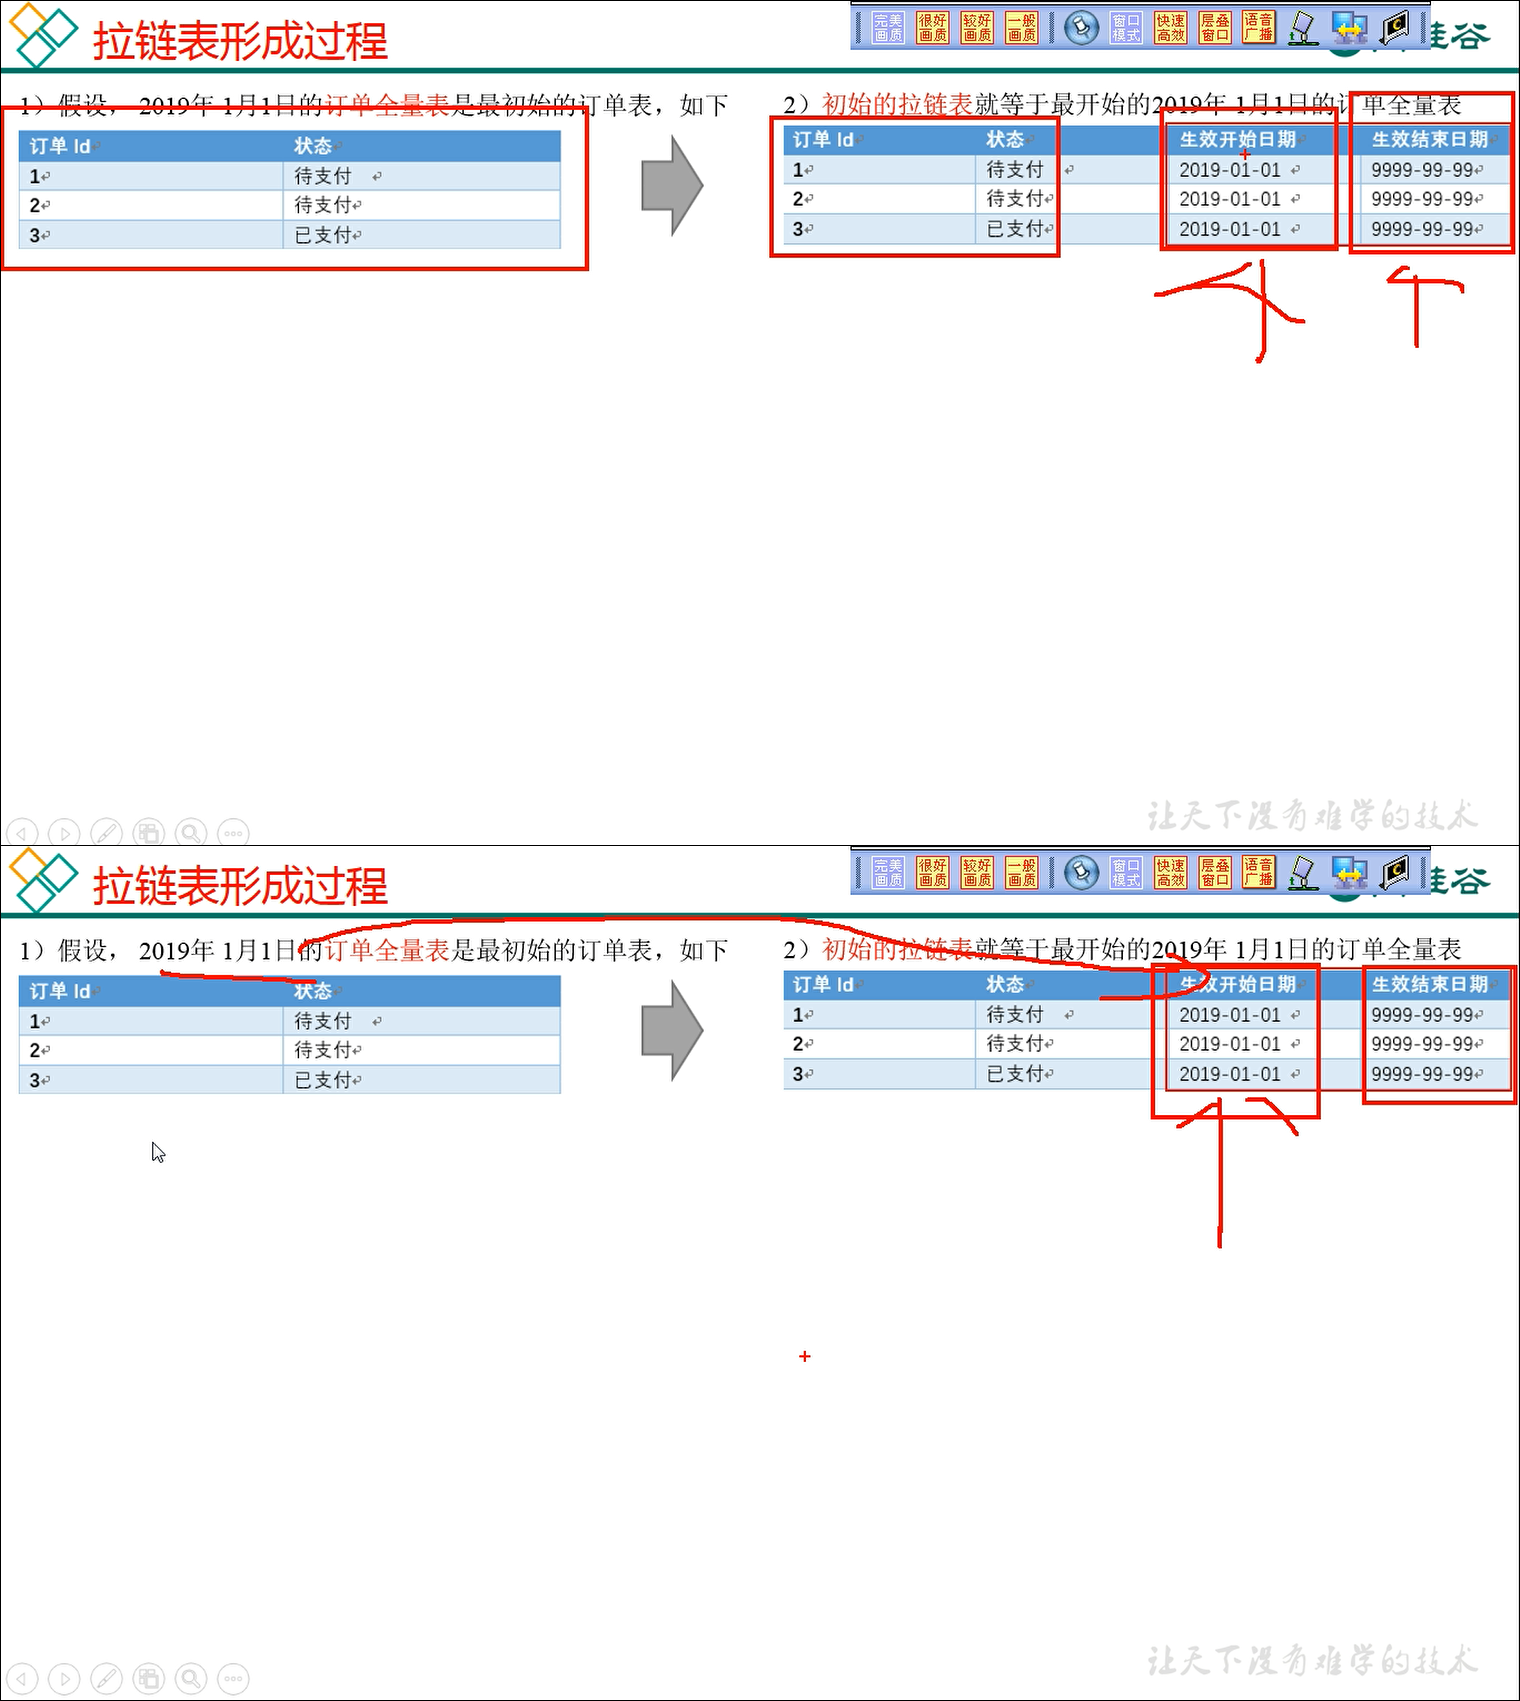 拉链表形成过程
完美画质 很好画质 较好画质 一般画质 窗口模式 快速高效 层叠窗口 语音广播
谷
1）假设， 2019年 1月1日的订单全量表是最初始的订单表，如下
订单 Id 状态
1 待支付
2 待支付
3 已支付
2）初始的拉链表就等于最开始的2019年 1月1日的订单全量表
订单 Id 状态 生效开始日期 生效结束日期
1 待支付 2019-01-01 9999-99-99
2 待支付 2019-01-01 9999-99-99
3 已支付 2019-01-01 9999-99-99
让天下没有难学的技术
拉链表形成过程
完美画质 很好画质 较好画质 一般画质 窗口模式 快速高效 层叠窗口 语音广播
谷
1）假设， 2019年 1月1日的订单全量表是最初始的订单表，如下
订单 Id 状态
1 待支付
2 待支付
3 已支付
2）初始的拉链表就等于最开始的2019年 1月1日的订单全量表
订单 Id 状态 生效开始日期 生效结束日期
1 待支付 2019-01-01 9999-99-99
2 待支付 2019-01-01 9999-99-99
3 已支付 2019-01-01 9999-99-99
让天下没有难学的技术